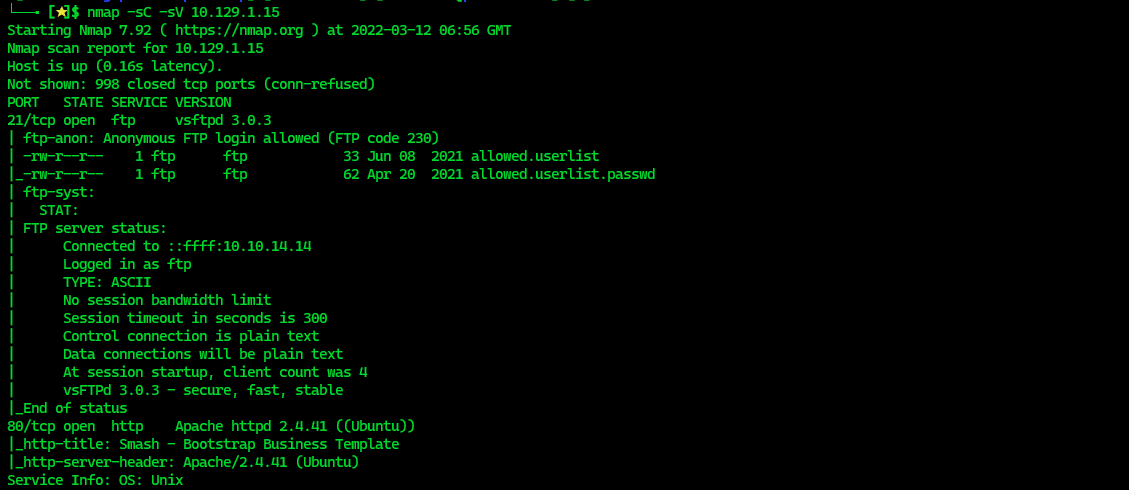 └──╼ [★]$ nmap -sC -sV 10.129.1.15
Starting Nmap 7.92 ( https://nmap.org ) at 2022-03-12 06:56 GMT
Nmap scan report for 10.129.1.15
Host is up (0.16s latency).
Not shown: 998 closed tcp ports (conn-refused)
PORT   STATE SERVICE VERSION
21/tcp open  ftp     vsftpd 3.0.3
| ftp-anon: Anonymous FTP login allowed (FTP code 230)
| -rw-r--r--    1 ftp      ftp            33 Jun 08  2021 allowed.userlist
|_-rw-r--r--    1 ftp      ftp            62 Apr 20  2021 allowed.userlist.passwd
| ftp-syst:
|   STAT:
| FTP server status:
|      Connected to ::ffff:10.10.14.14
|      Logged in as ftp
|      TYPE: ASCII
|      No session bandwidth limit
|      Session timeout in seconds is 300
|      Control connection is plain text
|      Data connections will be plain text
|      At session startup, client count was 4
|      vsFTPd 3.0.3 - secure, fast, stable
|_End of status
80/tcp open  http    Apache httpd 2.4.41 ((Ubuntu))
|_http-title: Smash - Bootstrap Business Template
|_http-server-header: Apache/2.4.41 (Ubuntu)
Service Info: OS: Unix